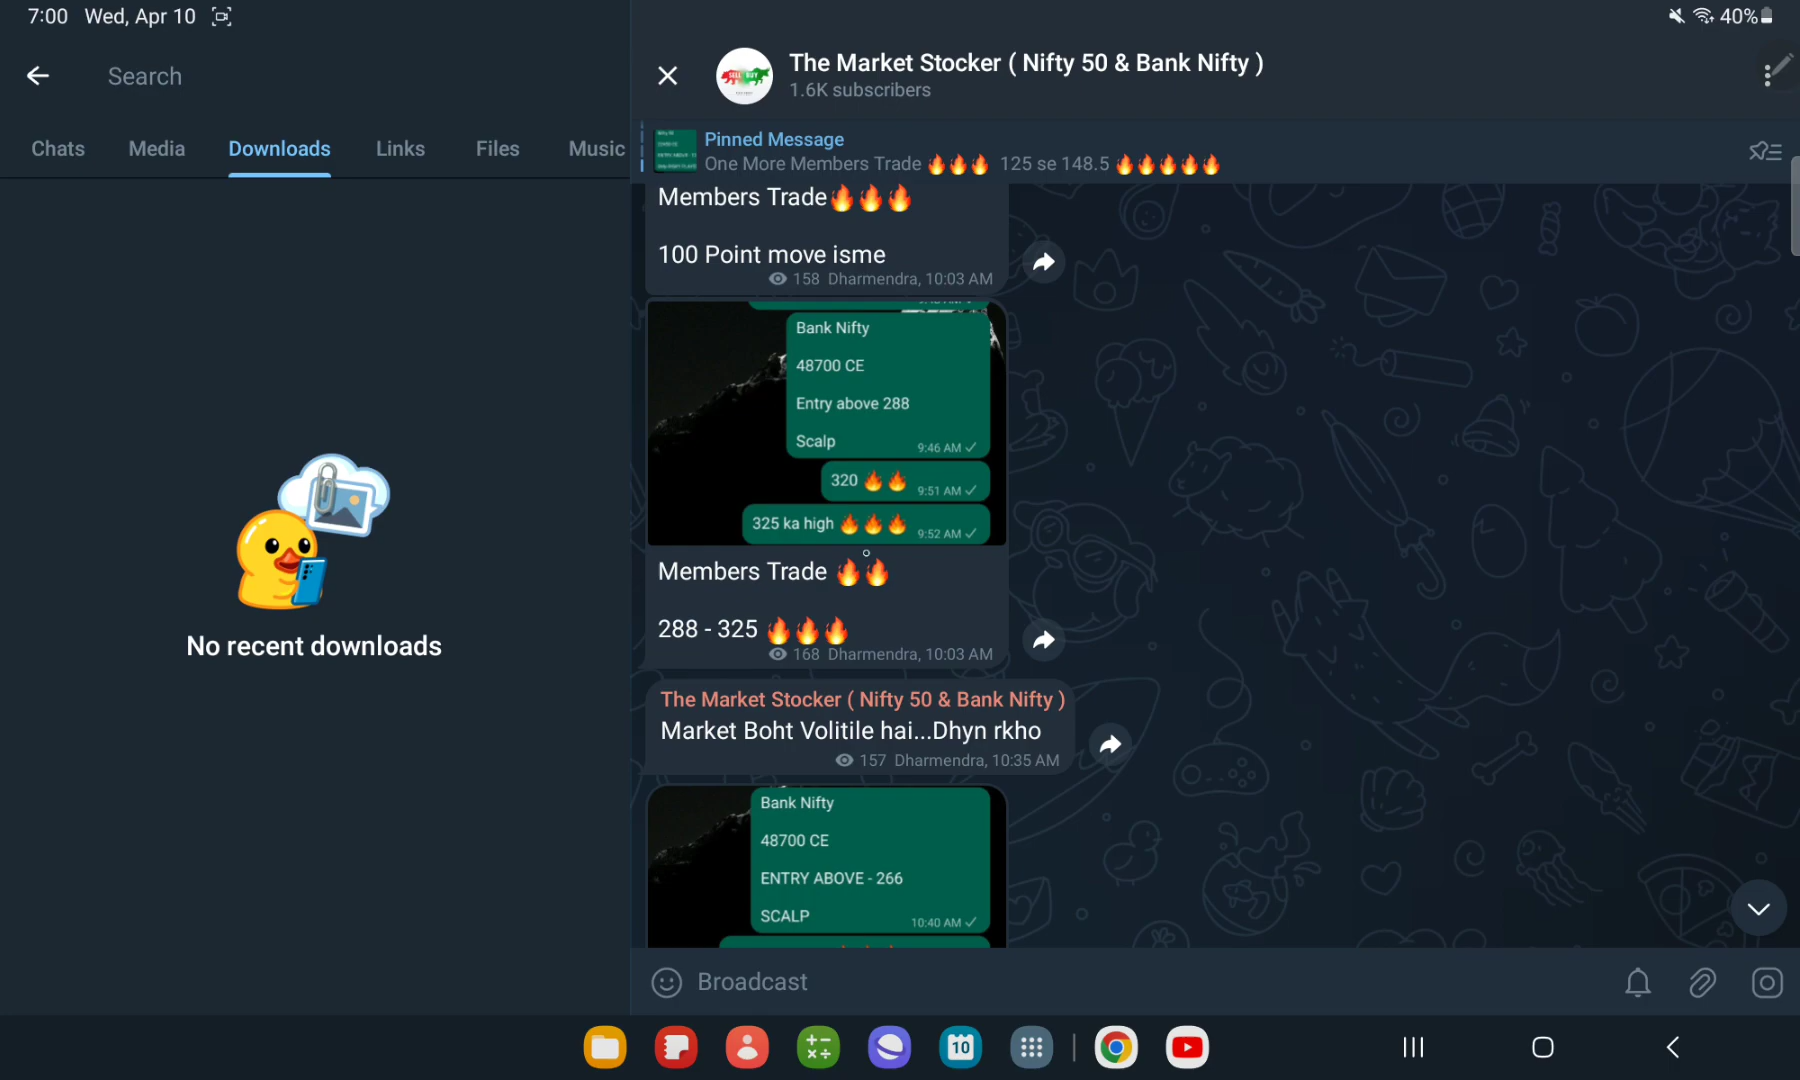 7:00 Wed, Apr 10
40%
Search
Chats Media Downloads Links Files Music
No recent downloads
SELL BUY
The Market Stocker ( Nifty 50 & Bank Nifty )
1.6K subscribers
Pinned Message
One More Members Trade 🔥🔥🔥 125 se 148.5 🔥🔥🔥🔥🔥
Members Trade🔥🔥🔥
100 Point move isme
158 Dharmendra, 10:03 AM
Bank Nifty
48700 CE
Entry above 288
Scalp
9:46 AM
320 🔥🔥
9:51 AM
325 ka high 🔥🔥🔥
9:52 AM
Members Trade 🔥🔥
288 - 325 🔥🔥🔥
168 Dharmendra, 10:03 AM
The Market Stocker ( Nifty 50 & Bank Nifty )
Market Boht Volitile hai...Dhyn rkho
157 Dharmendra, 10:35 AM
Bank Nifty
48700 CE
ENTRY ABOVE - 266
SCALP
10:40 AM
Broadcast
10